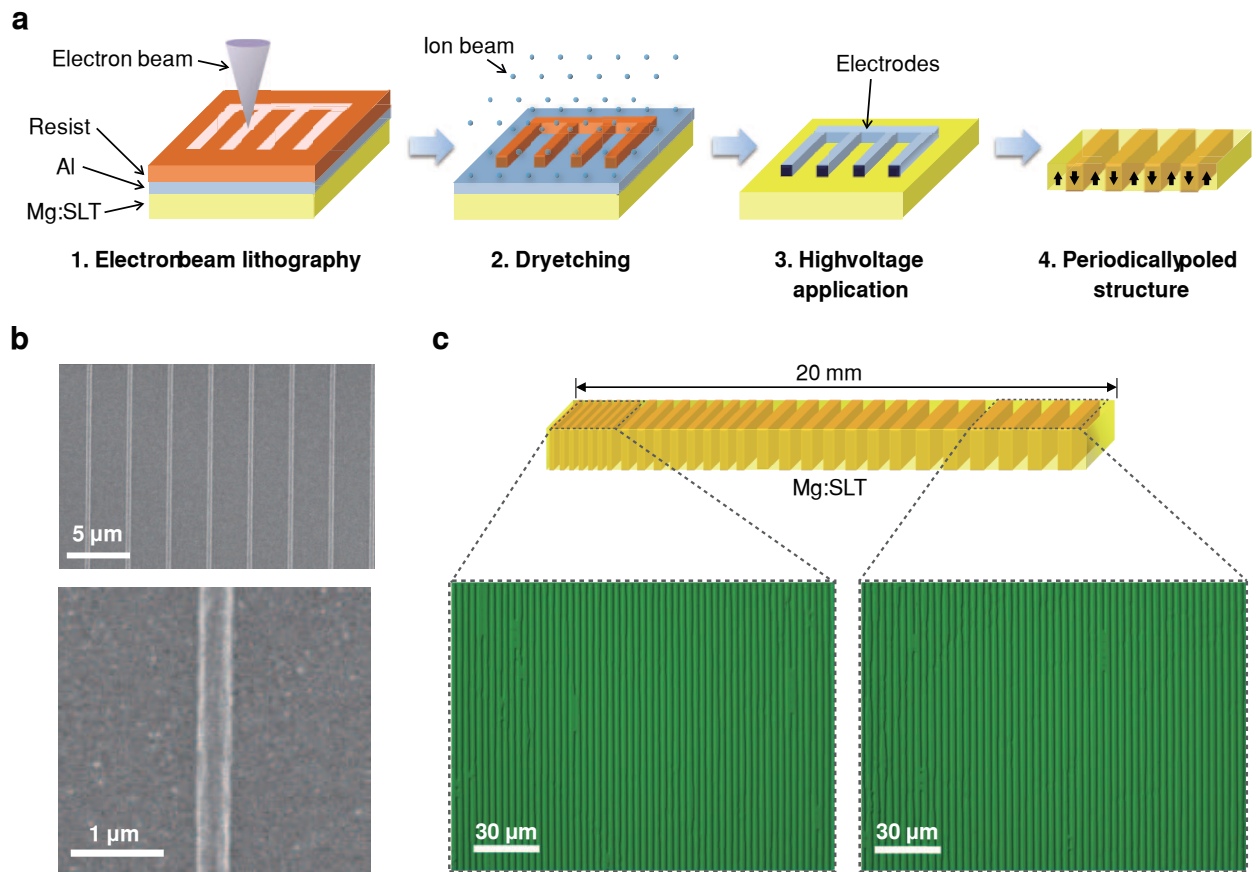 a
Electron beam
Resist
Al
Mg:SLT
1. Electronbeam lithography
Ion beam
2. Dryetching
Electrodes
3. Highvoltage
application
4. Periodicallypoled
structure
b
5 µm
1 µm
c
20 mm
Mg:SLT
30 µm
30 µm